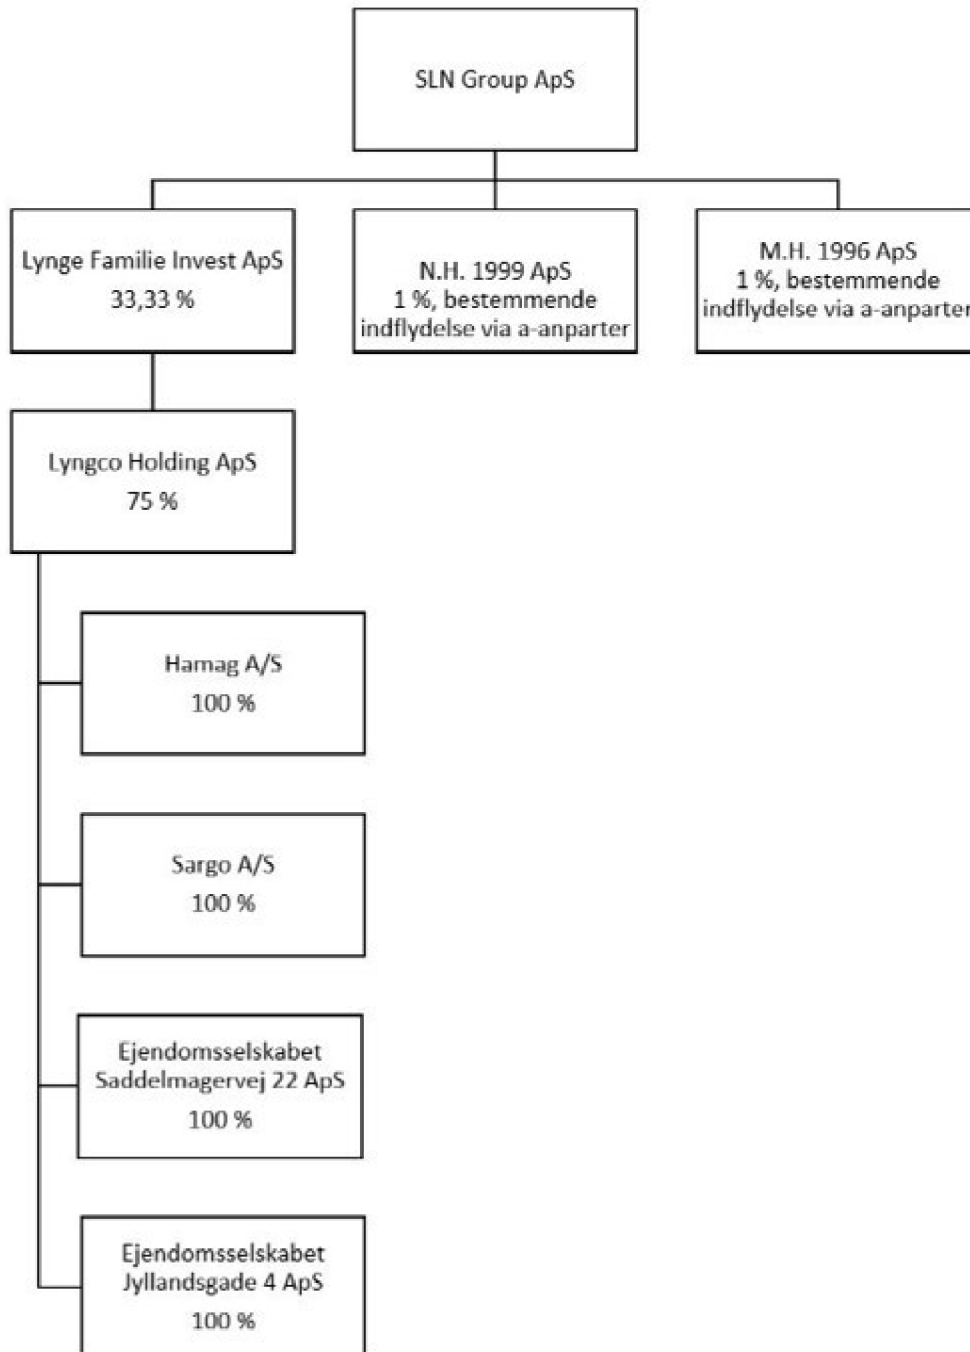 SLN Group ApS
Lynge Familie Invest ApS
33,33 %
N.H. 1999 ApS
1 %, bestemmende
indflydelse via a-anparter
M.H. 1996 ApS
1 %, bestemmende
indflydelse via a-anparter
Lyngco Holding ApS
75 %
Hamag A/S
100 %
Sargo A/S
100 %
Ejendomsselskabet
Saddelmagervej 22 ApS
100 %
Ejendomsselskabet
Jyllandsgade 4 ApS
100 %